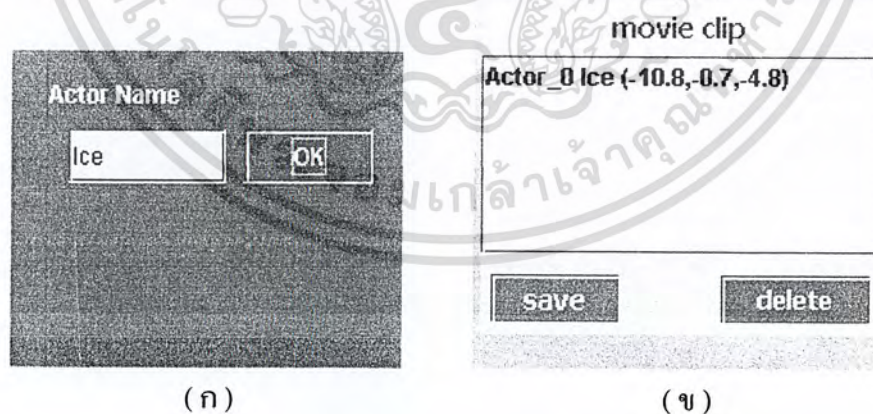 movie clip
Actor Name
Ice
OK
Actor_0 Ice (-10.8,-0.7,-4.8)
save
delete
(ก)
(ข)